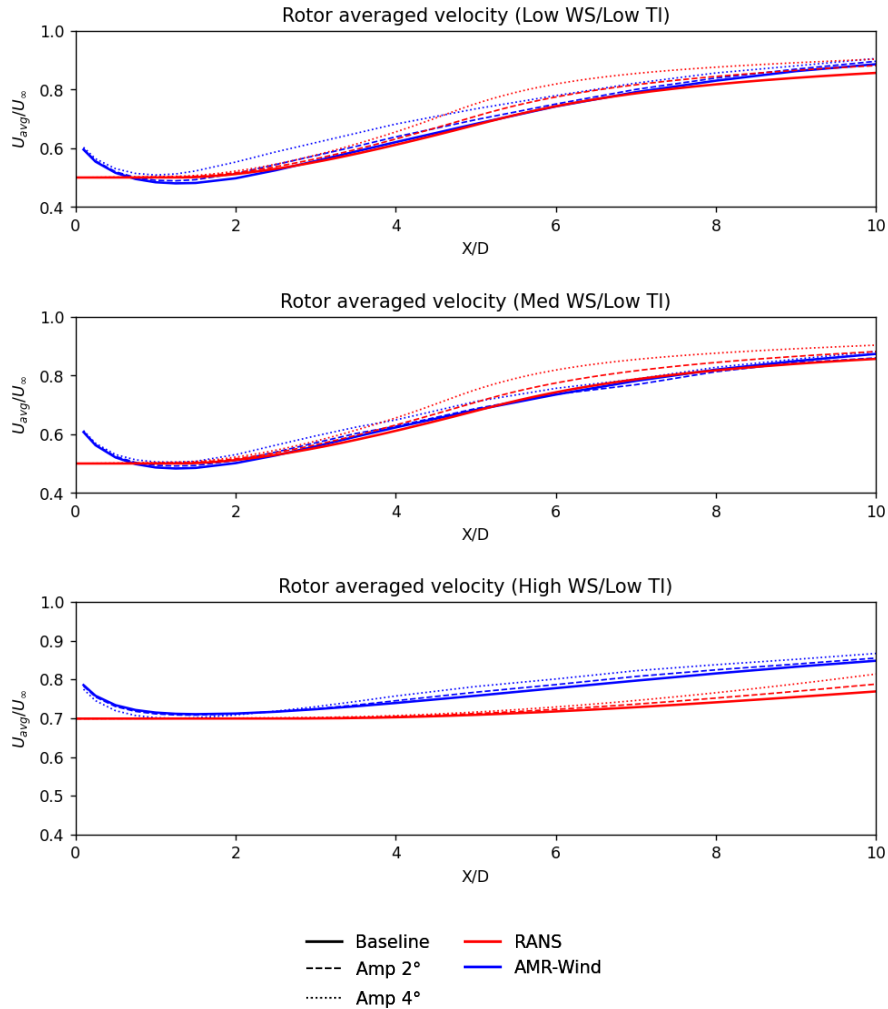 Rotor averaged velocity (Low WS/Low TI)
1.0
0.8
0.6
0.4
U_avg/U_∞
0 2 4 6 8 10
X/D
Rotor averaged velocity (Med WS/Low TI)
1.0
0.8
0.6
0.4
U_avg/U_∞
0 2 4 6 8 10
X/D
Rotor averaged velocity (High WS/Low TI)
1.0
0.9
0.8
0.7
0.6
0.5
0.4
U_avg/U_∞
0 2 4 6 8 10
X/D
Baseline RANS
Amp 2° AMR-Wind
Amp 4°